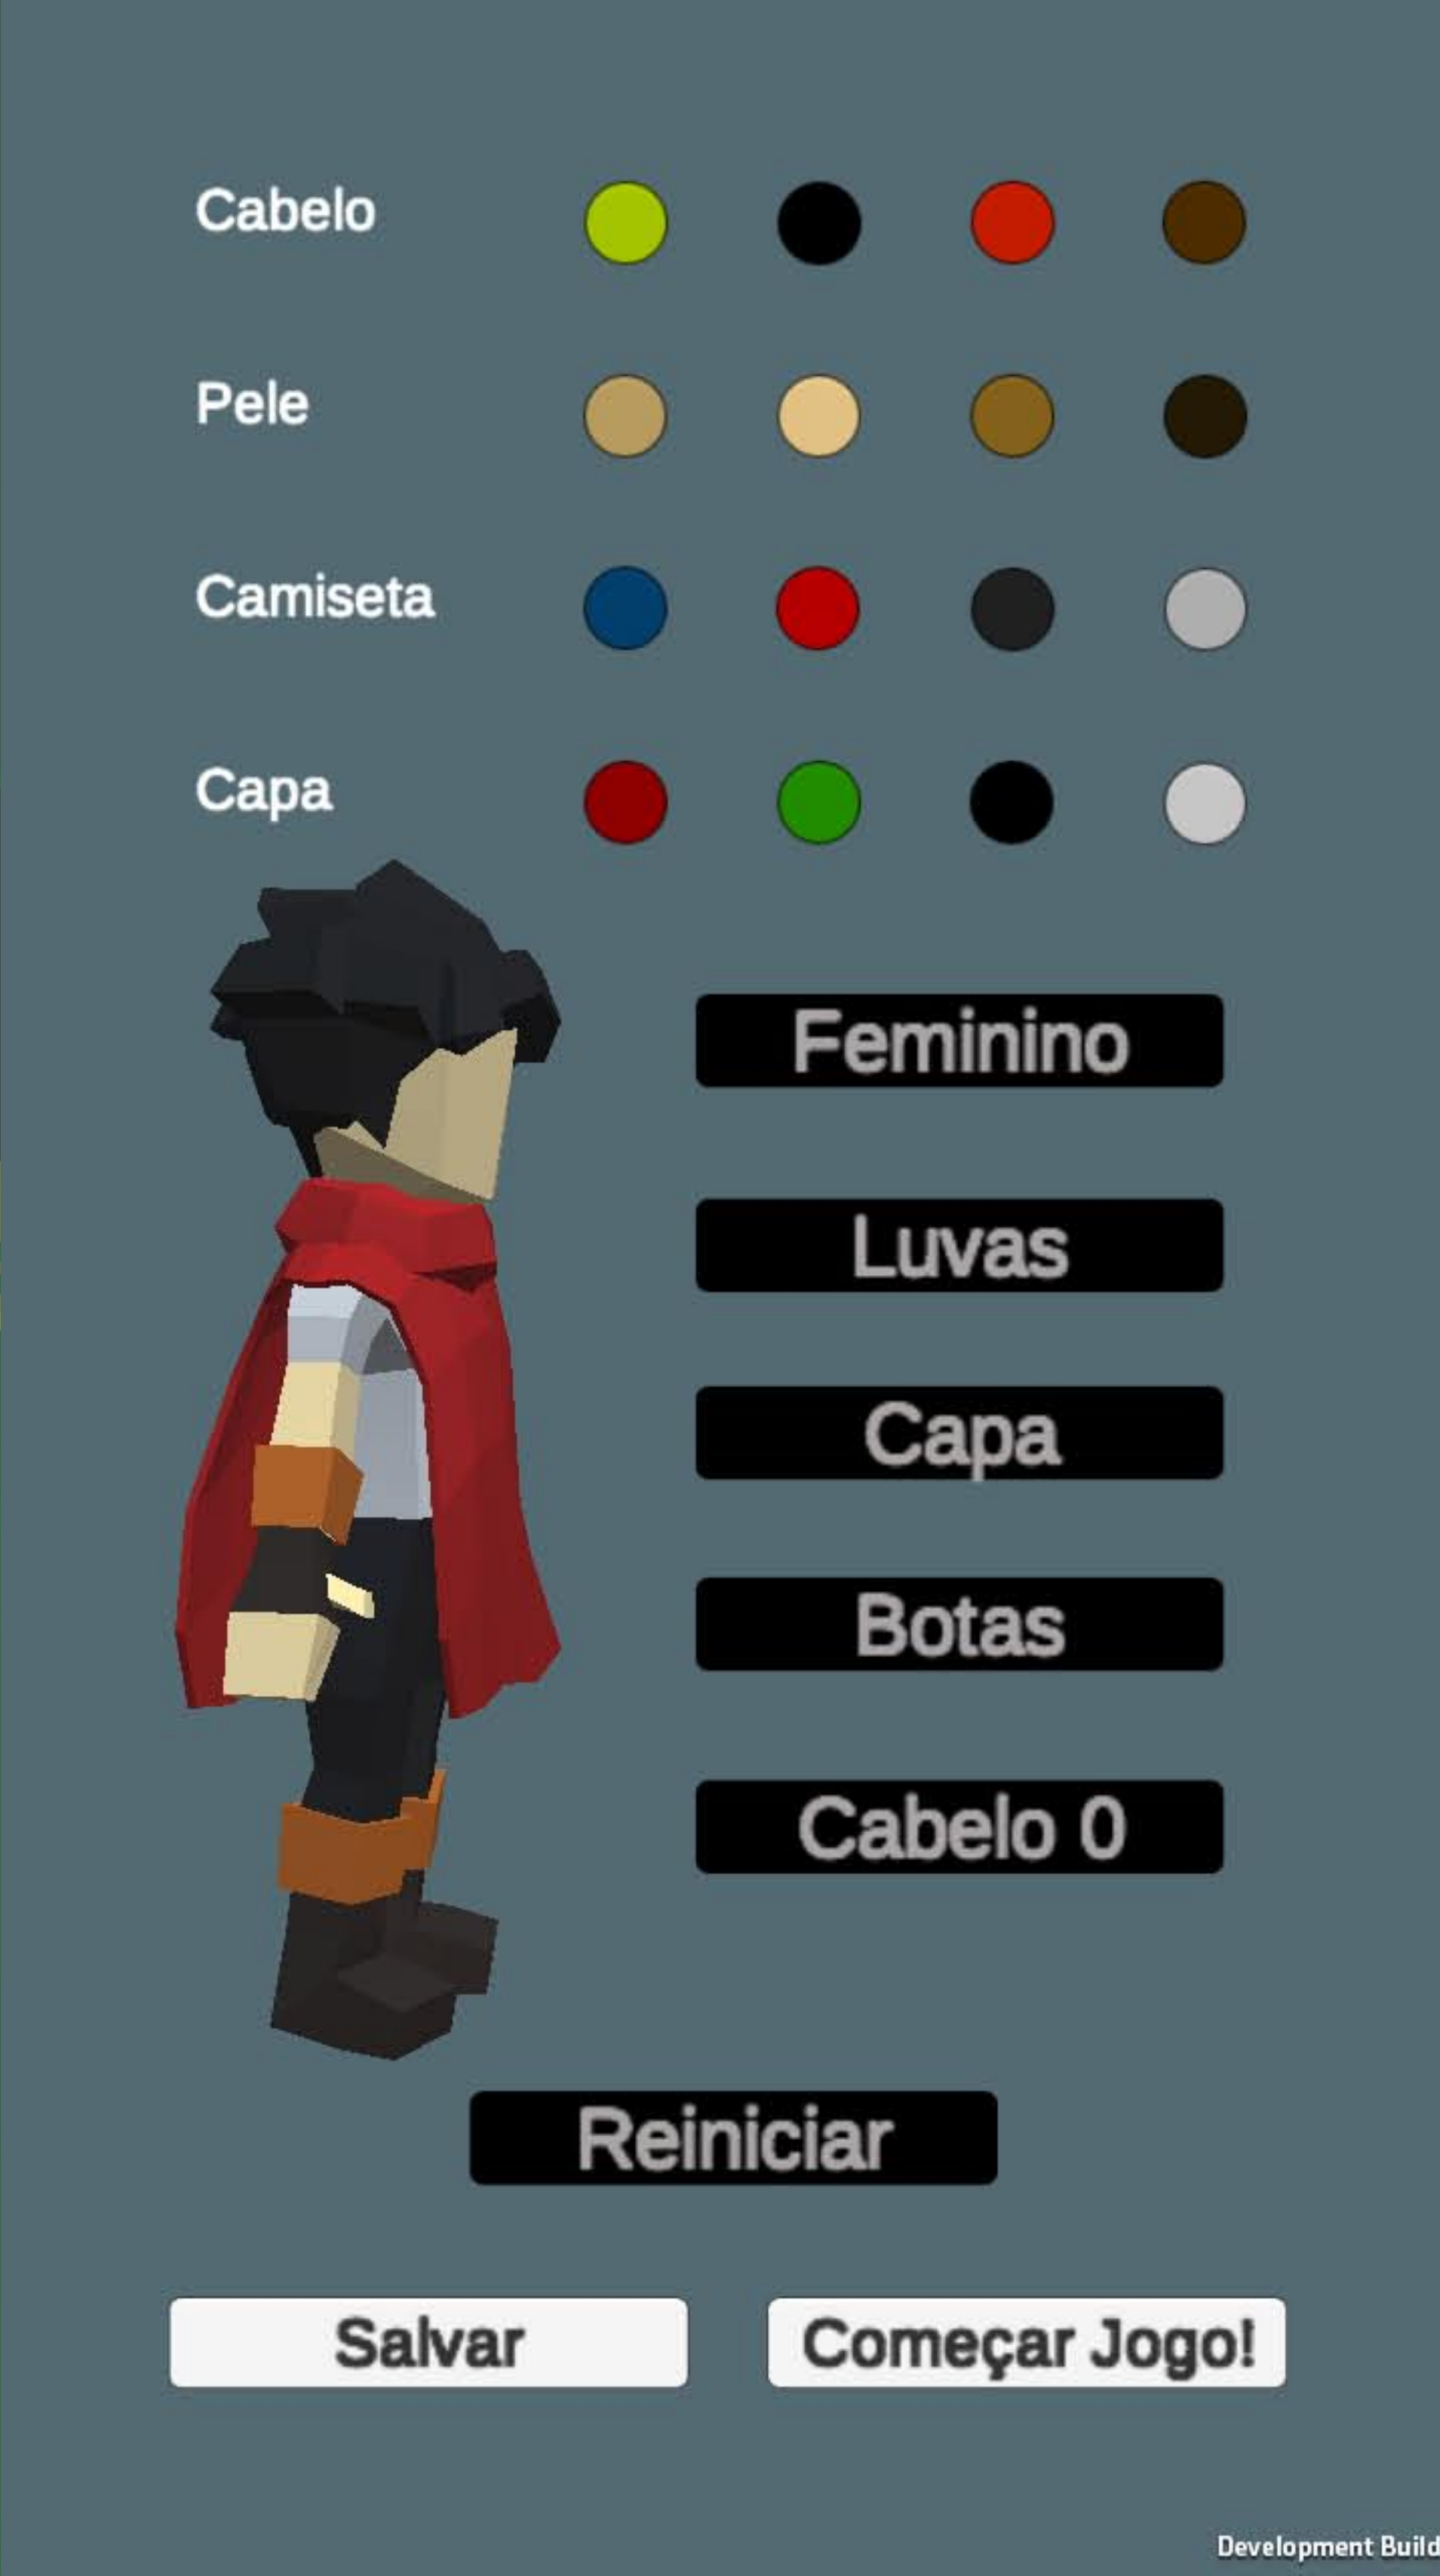 Cabelo
Pele
Camiseta
Capa
Feminino
Luvas
Capa
Botas
Cabelo 0
Reiniciar
Salvar
Começar Jogo!
Development Build